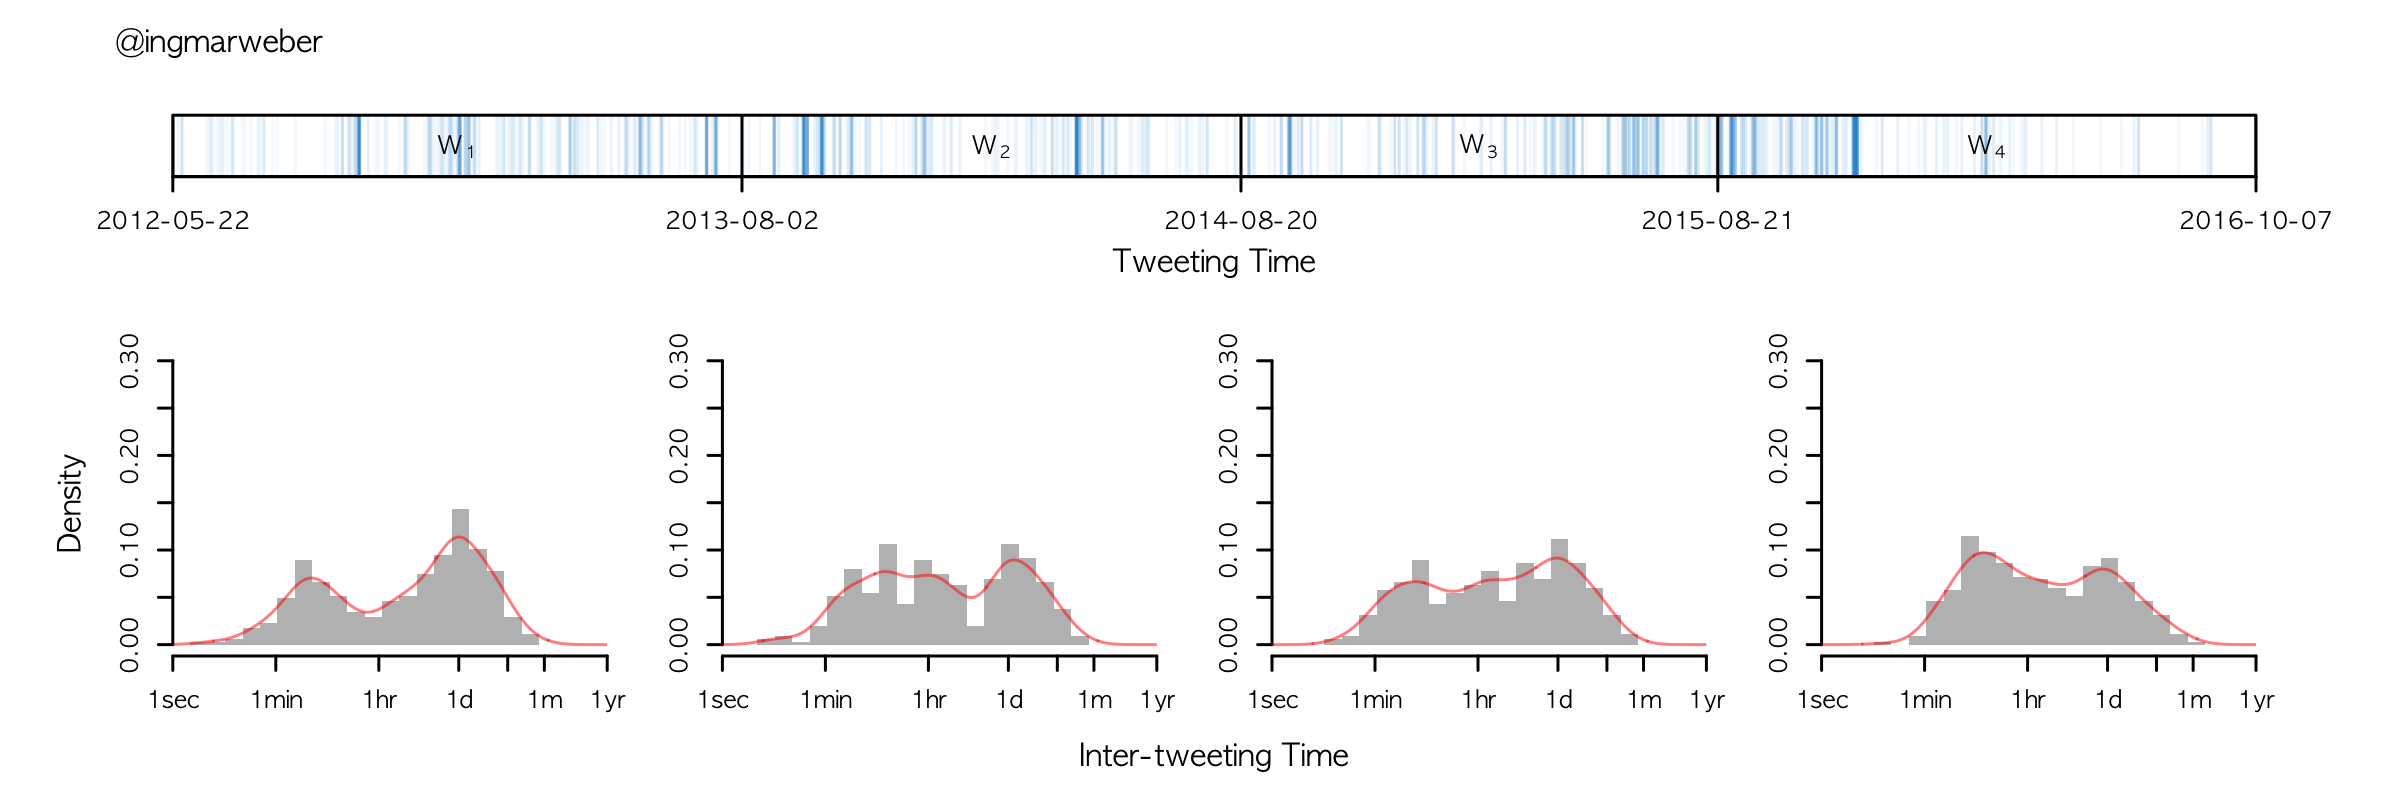 @ingmarweber
W1 W2 W3 W4
2012-05-22 2013-08-02 2014-08-20 2015-08-21 2016-10-07
Tweeting Time
Density
0.00 0.10 0.20 0.30
1sec 1min 1hr 1d 1m 1yr
0.00 0.10 0.20 0.30
1sec 1min 1hr 1d 1m 1yr
0.00 0.10 0.20 0.30
1sec 1min 1hr 1d 1m 1yr
0.00 0.10 0.20 0.30
1sec 1min 1hr 1d 1m 1yr
Inter-tweeting Time